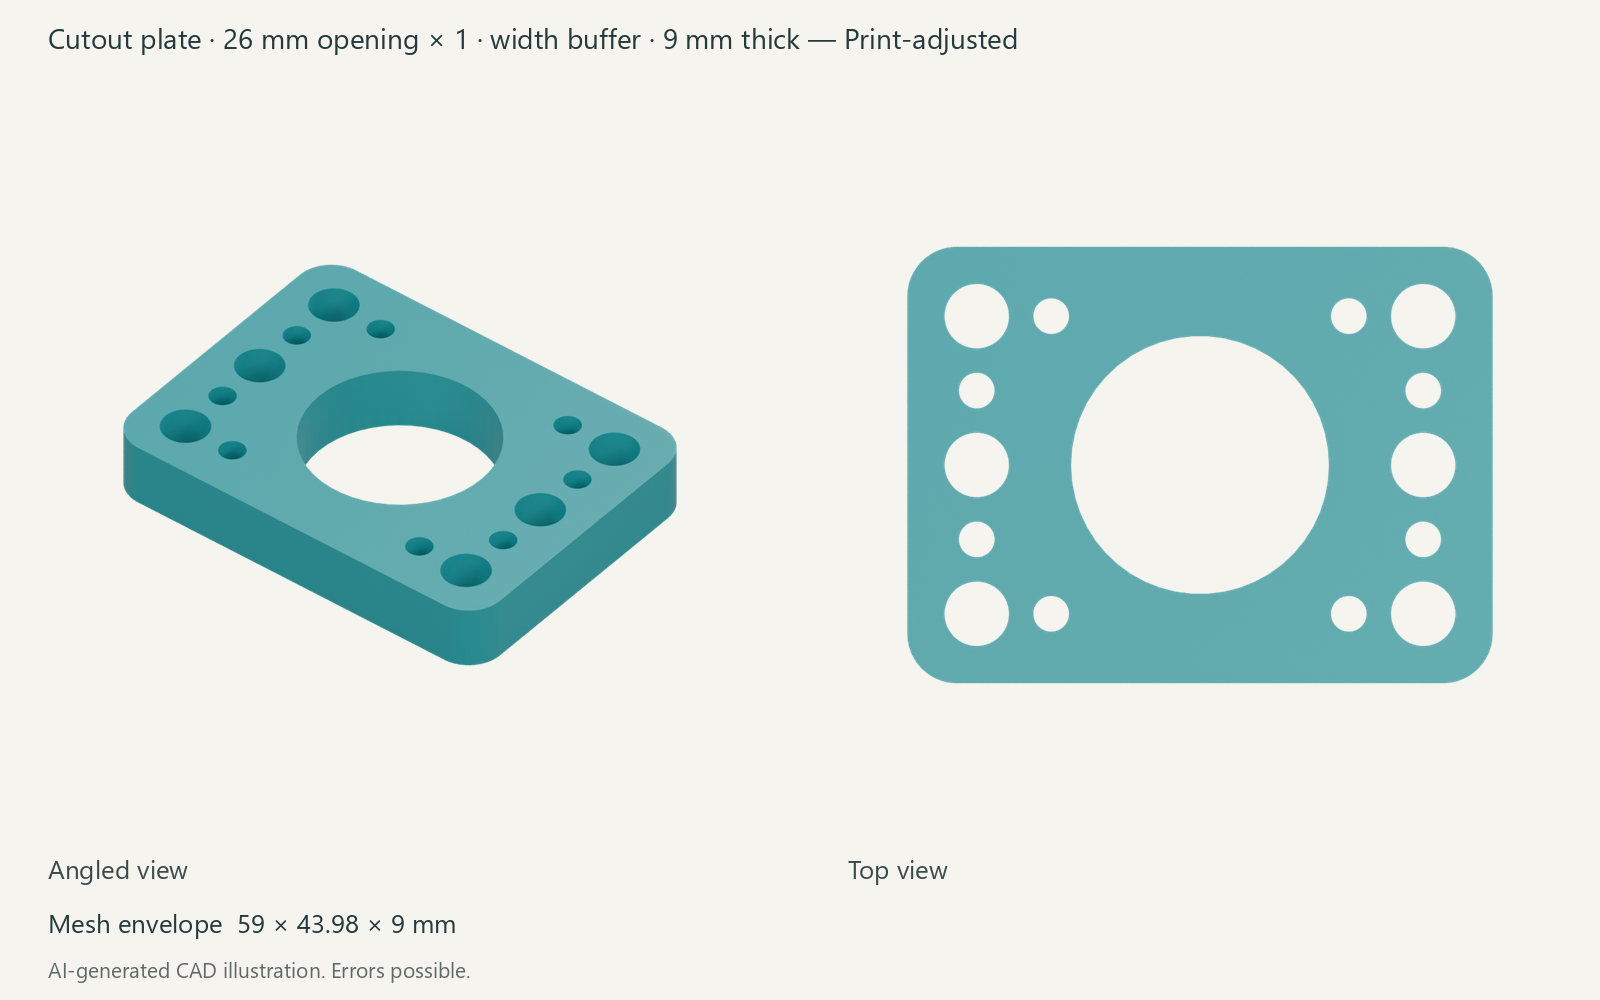 Cutout plate · 26 mm opening × 1 · width buffer · 9 mm thick — Print-adjusted
Angled view
Top view
Mesh envelope  59 × 43.98 × 9 mm
AI-generated CAD illustration. Errors possible.